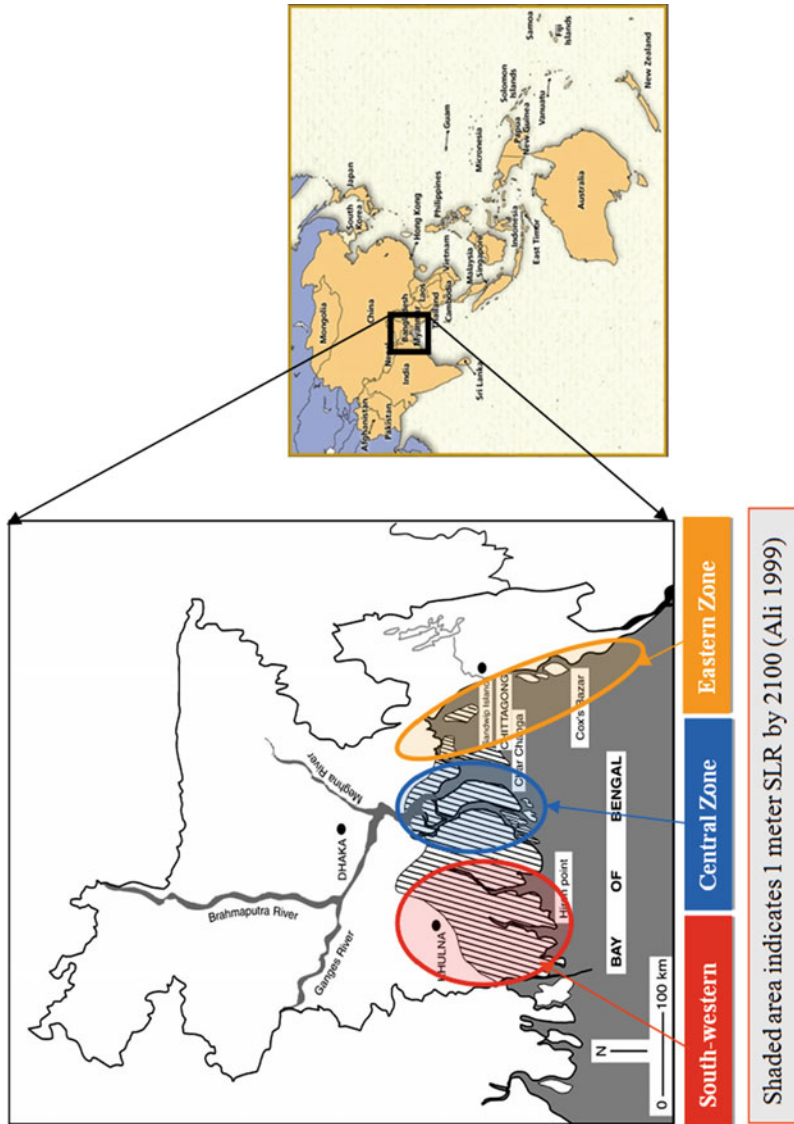 Mongolia
China
South
Korea
Japan
Afghanistan
Pakistan
India
Bangladesh
Myanmar
Laos
Thailand
Vietnam
Cambodia
Hong Kong
Philippines
Guam
Micronesia
Malaysia
Singapore
Indonesia
East Timor
Papua
New Guinea
Solomon
Islands
Vanuatu
Samoa
Fiji
Islands
Australia
New Zealand
Sri Lanka
Brahmaputra River
Ganges River
Meghna River
DHAKA
KHULNA
Sandwip Island
CHITTAGONG
Char Changa
Cox's Bazar
Hiron point
BAY OF BENGAL
N
0 100 km
South-western
Central Zone
Eastern Zone
Shaded area indicates 1 meter SLR by 2100 (Ali 1999)